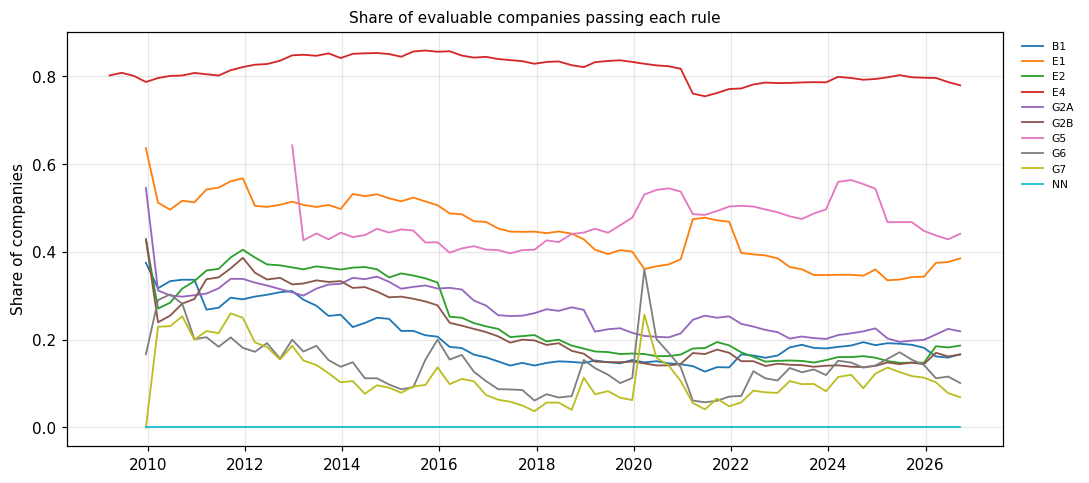 Share of evaluable companies passing each rule
Share of companies
0.8
0.6
0.4
0.2
0.0
2010 2012 2014 2016 2018 2020 2022 2024 2026
B1
E1
E2
E4
G2A
G2B
G5
G6
G7
NN